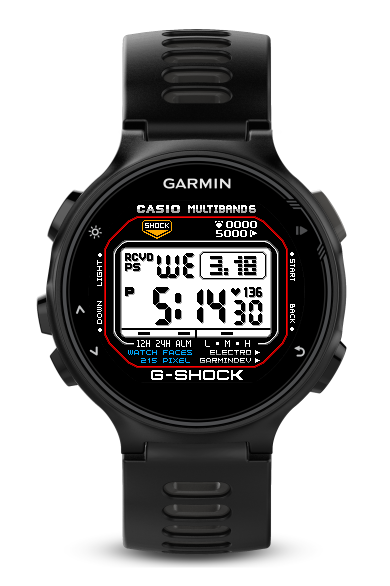 GARMIN
CASIO MULTIBAND6
SHOCK
0000
5000
RCVD
PS
WE 3.18
P 5:14 30
136
LIGHT
START
DOWN
BACK
12H 24H ALM L M H
WATCH FACES ELECTRO
215 PIXEL GARMINDEV
G-SHOCK